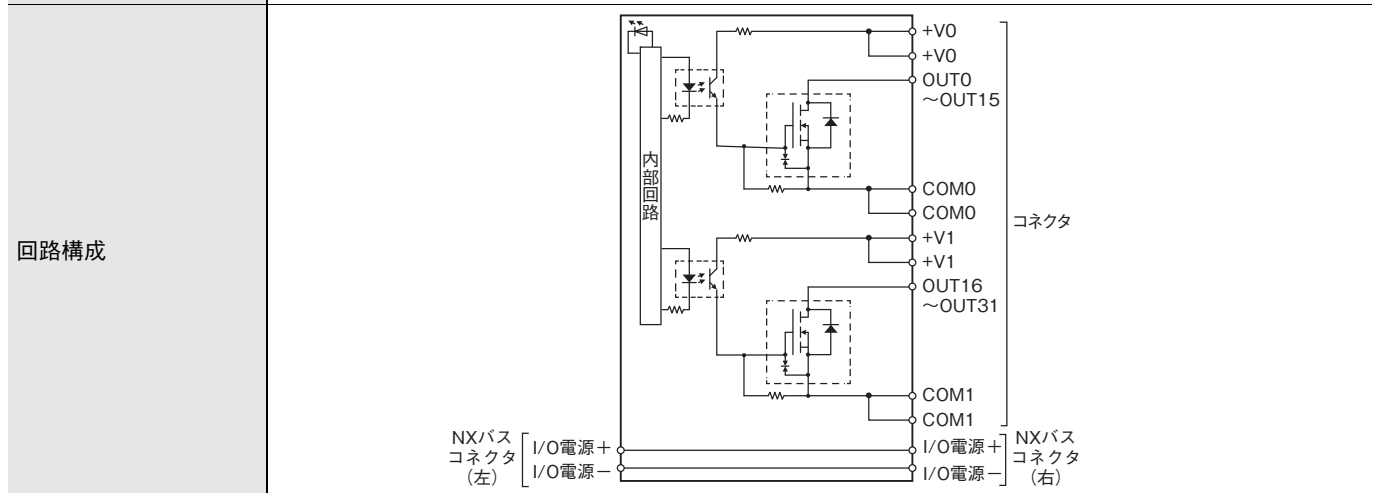 回路構成
内部回路
+V0
+V0
OUT0
～OUT15
COM0
COM0
+V1
+V1
OUT16
～OUT31
COM1
COM1
コネクタ
NXバス
コネクタ
(左)
I/O電源＋
I/O電源－
I/O電源＋
I/O電源－
NXバス
コネクタ
(右)